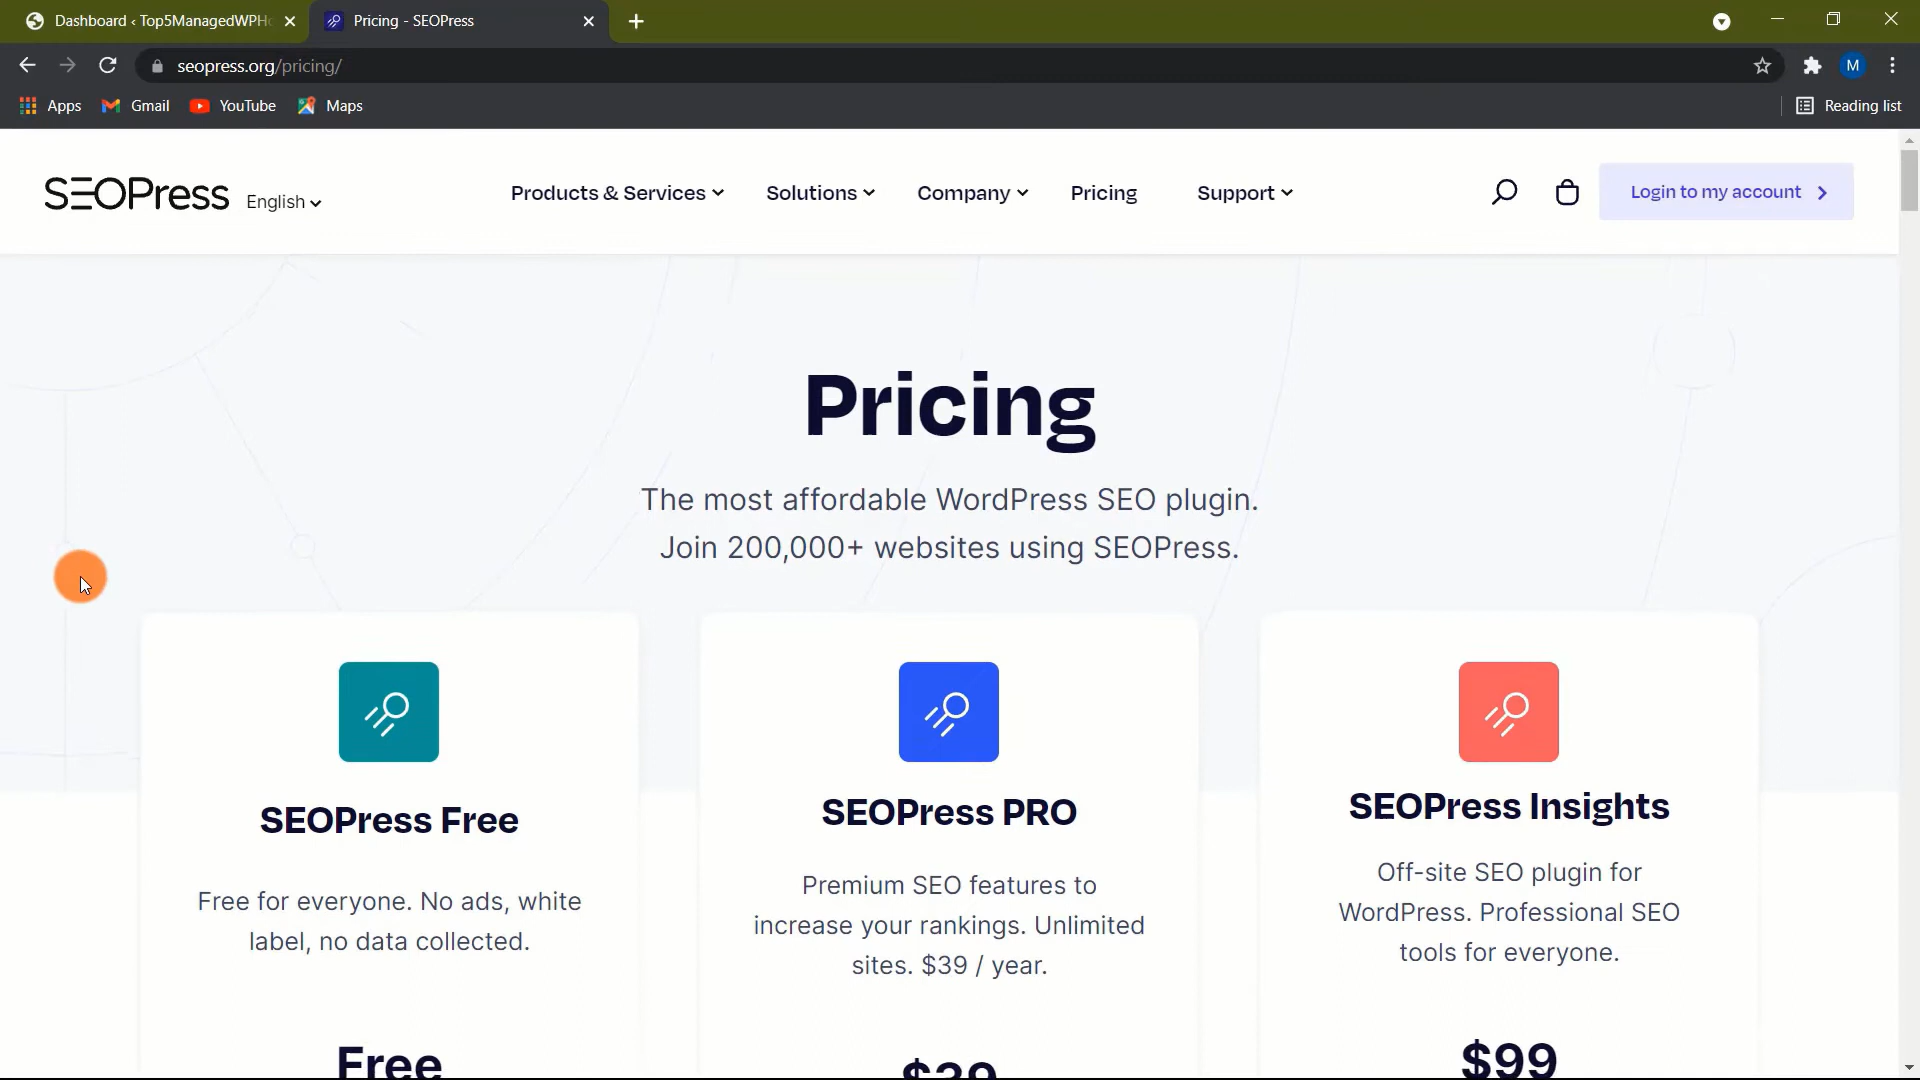 Dashboard ‹ Top5ManagedWPH
Pricing - SEOPress
seopress.org/pricing/
M
Apps
Gmail
YouTube
Maps
Reading list
SEOPress
English
Products & Services
Solutions
Company
Pricing
Support
Login to my account
Pricing
The most affordable WordPress SEO plugin.
Join 200,000+ websites using SEOPress.
SEOPress Free
Free for everyone. No ads, white
label, no data collected.
Free
SEOPress PRO
Premium SEO features to
increase your rankings. Unlimited
sites. $39 / year.
$39
SEOPress Insights
Off-site SEO plugin for
WordPress. Professional SEO
tools for everyone.
$99